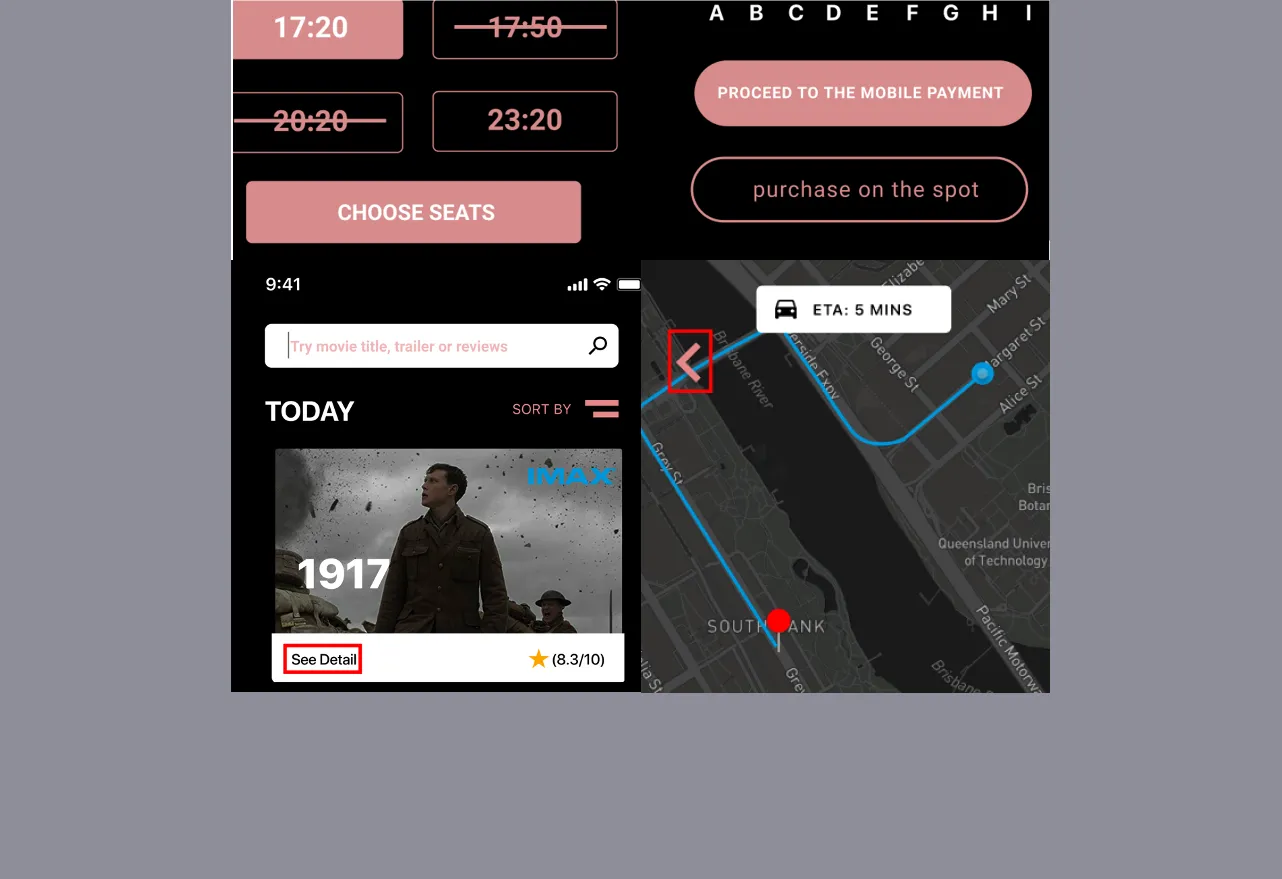 17:20
17:50
20:20
23:20
CHOOSE SEATS
A B C D E F G H I
PROCEED TO THE MOBILE PAYMENT
purchase on the spot
9:41
Try movie title, trailer or reviews
TODAY
SORT BY
IMAX
1917
See Detail
(8.3/10)
ETA: 5 MINS
Elizabe
Mary St
Margaret St
George St
Alice St
erside Expy
Brisbane River
Grey St
Bris
Botan
Queensland Univer
of Technology
SOUTH BANK
Pacific Motorwa
Brisbane R
Grey
lia St